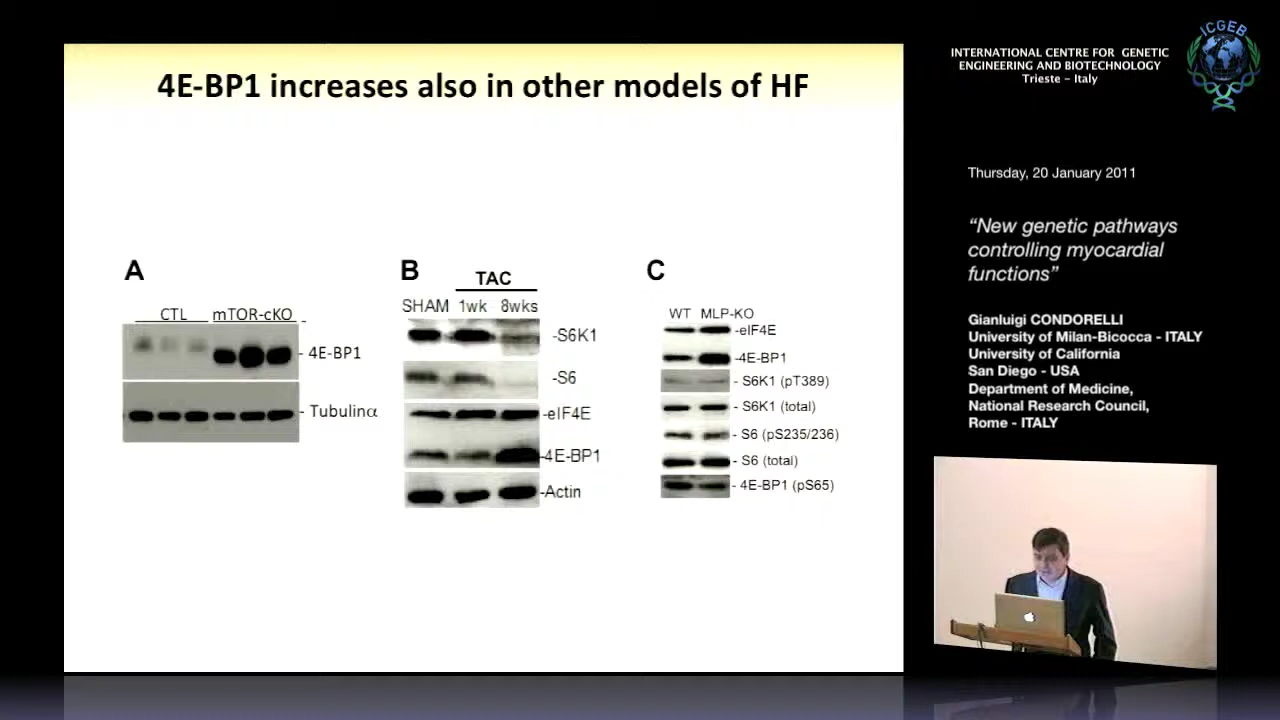 4E-BP1 increases also in other models of HF
A
CTL mTOR-cKO
- 4E-BP1
- Tubulinα
B
TAC
SHAM 1wk 8wks
-S6K1
-S6
-eIF4E
-4E-BP1
-Actin
C
WT MLP-KO
-eIF4E
-4E-BP1
- S6K1 (pT389)
- S6K1 (total)
- S6 (pS235/236)
- S6 (total)
- 4E-BP1 (pS65)
INTERNATIONAL CENTRE FOR GENETIC
ENGINEERING AND BIOTECHNOLOGY
Trieste - Italy
ICGEB
Thursday, 20 January 2011
“New genetic pathways
controlling myocardial
functions”
Gianluigi CONDORELLI
University of Milan-Bicocca - ITALY
University of California
San Diego - USA
Department of Medicine,
National Research Council,
Rome - ITALY